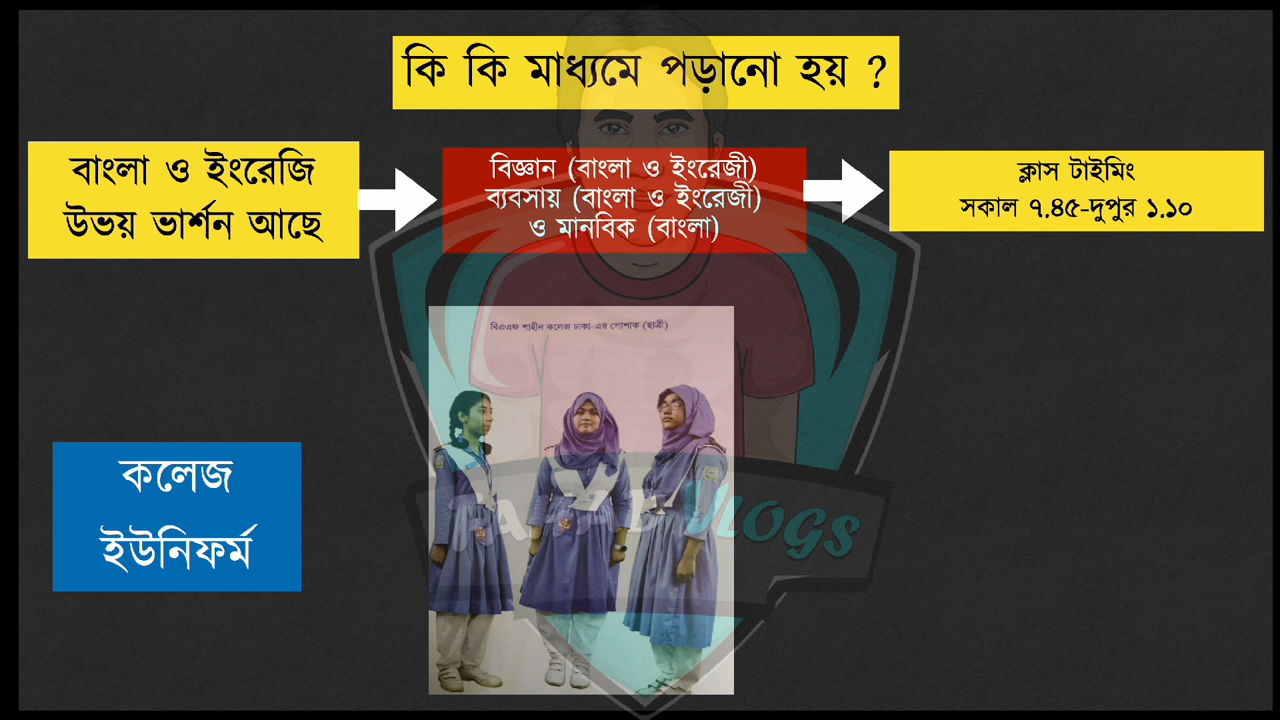 কি কি মাধ্যমে পড়ানো হয় ?
বাংলা ও ইংরেজি
উভয় ভার্শন আছে
বিজ্ঞান (বাংলা ও ইংরেজী)
ব্যবসায় (বাংলা ও ইংরেজী)
ও মানবিক (বাংলা)
ক্লাস টাইমিং
সকাল ৭.৪৫-দুপুর ১.১০
বিএএফ শাহীন কলেজ ঢাকা-এর পোশাক (ছাত্রী)
কলেজ
ইউনিফর্ম
VLOGS